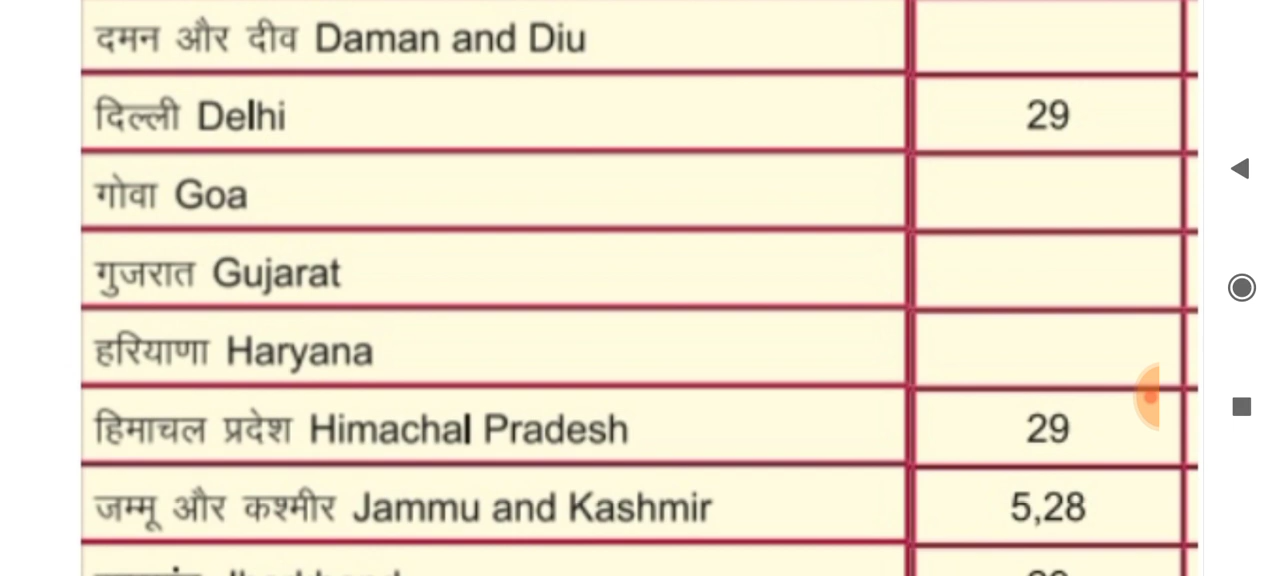 दमन और दीव Daman and Diu
दिल्ली Delhi 29
गोवा Goa
गुजरात Gujarat
हरियाणा Haryana
हिमाचल प्रदेश Himachal Pradesh 29
जम्मू और कश्मीर Jammu and Kashmir 5,28